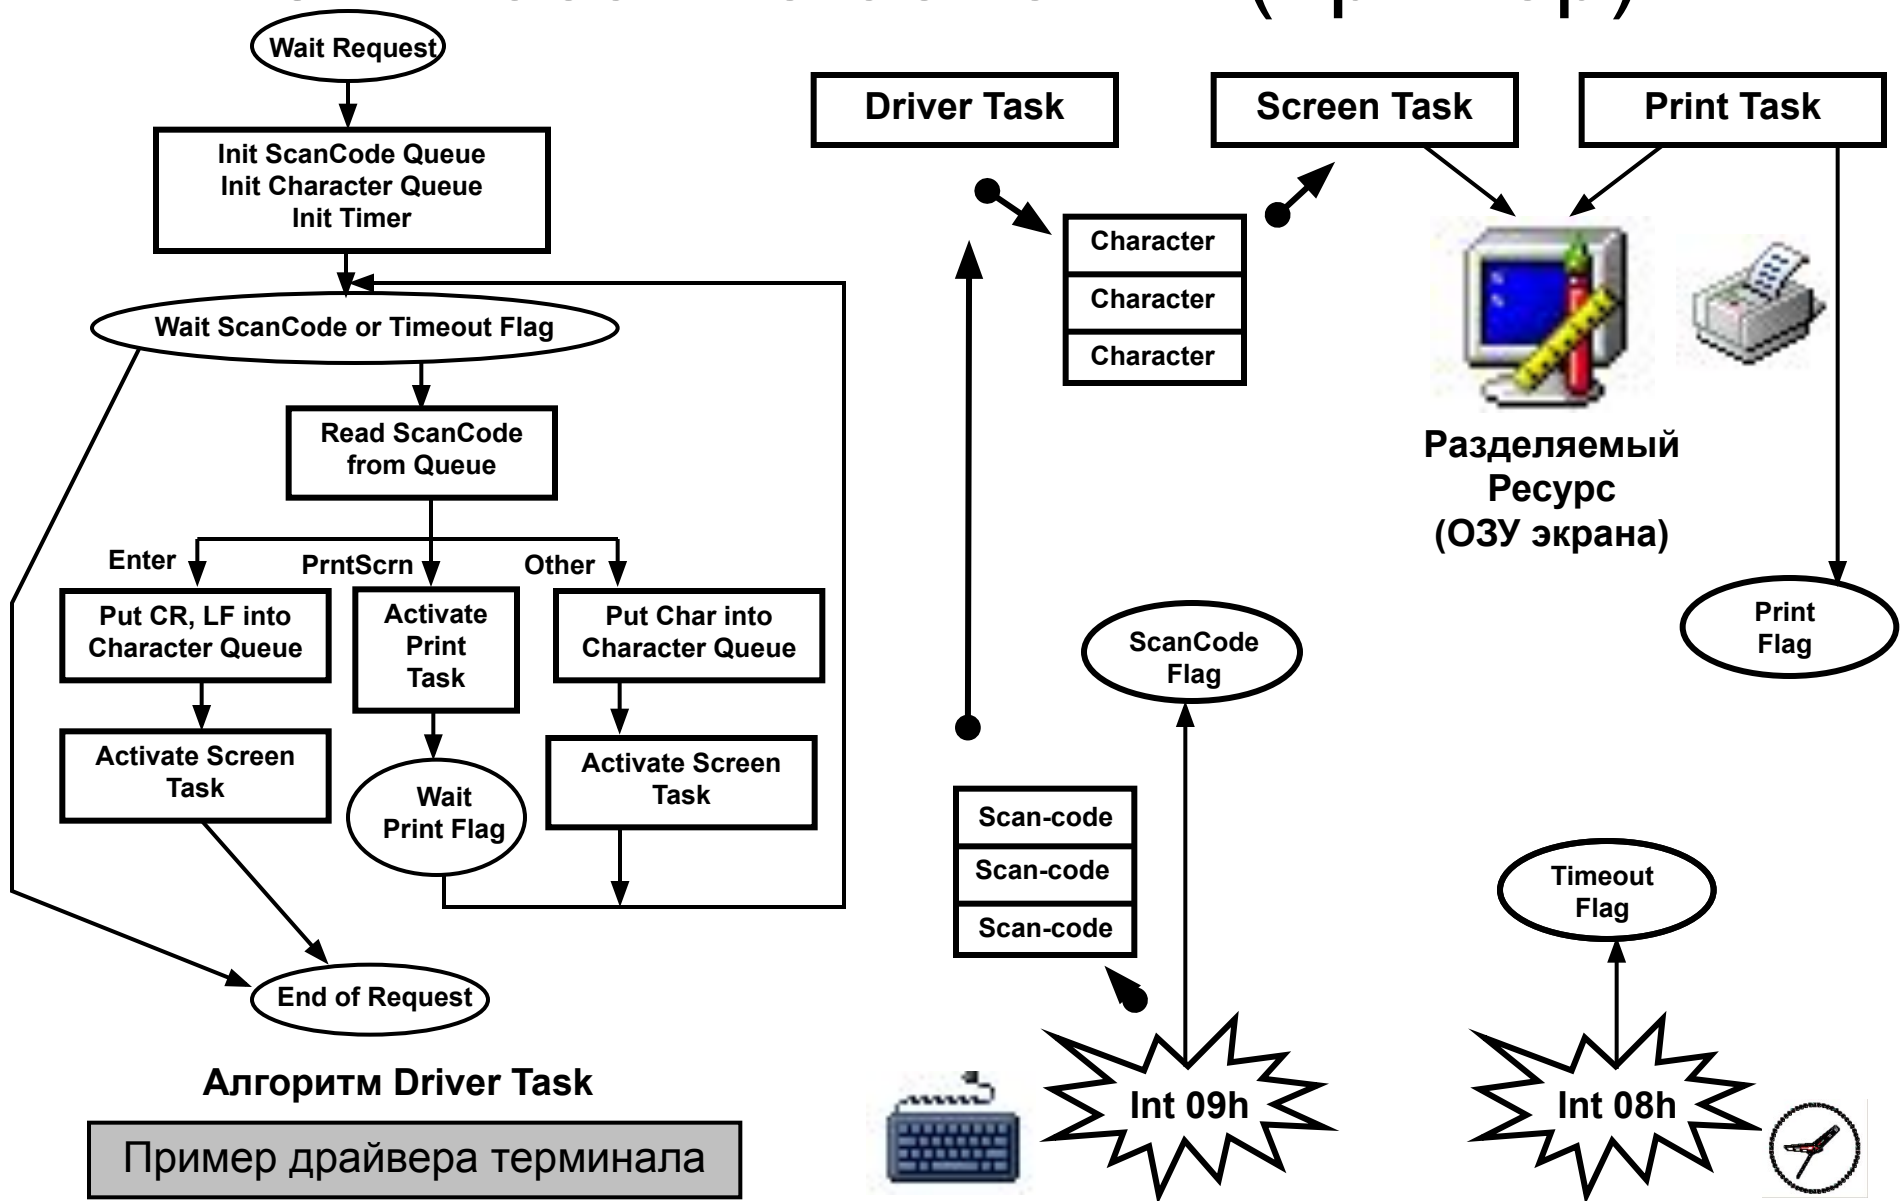 Wait Request
Init ScanCode Queue
Init Character Queue
Init Timer
Wait ScanCode or Timeout Flag
Read ScanCode
from Queue
Enter
PrntScrn
Other
Put CR, LF into
Character Queue
Activate
Print
Task
Put Char into
Character Queue
Activate Screen
Task
Wait
Print Flag
Activate Screen
Task
End of Request
Алгоритм Driver Task
Пример драйвера терминала
Driver Task
Screen Task
Print Task
Character
Character
Character
Разделяемый
Ресурс
(ОЗУ экрана)
ScanCode
Flag
Print
Flag
Scan-code
Scan-code
Scan-code
Timeout
Flag
Int 09h
Int 08h